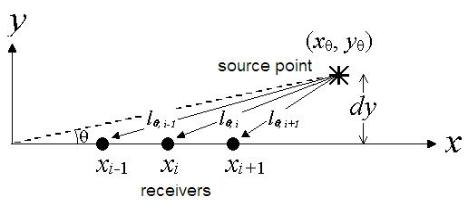 y
(xθ, yθ)
source point
dy
lθ,i-1
lθ,i
lθ,i+1
θ
x
xi-1
xi
xi+1
receivers